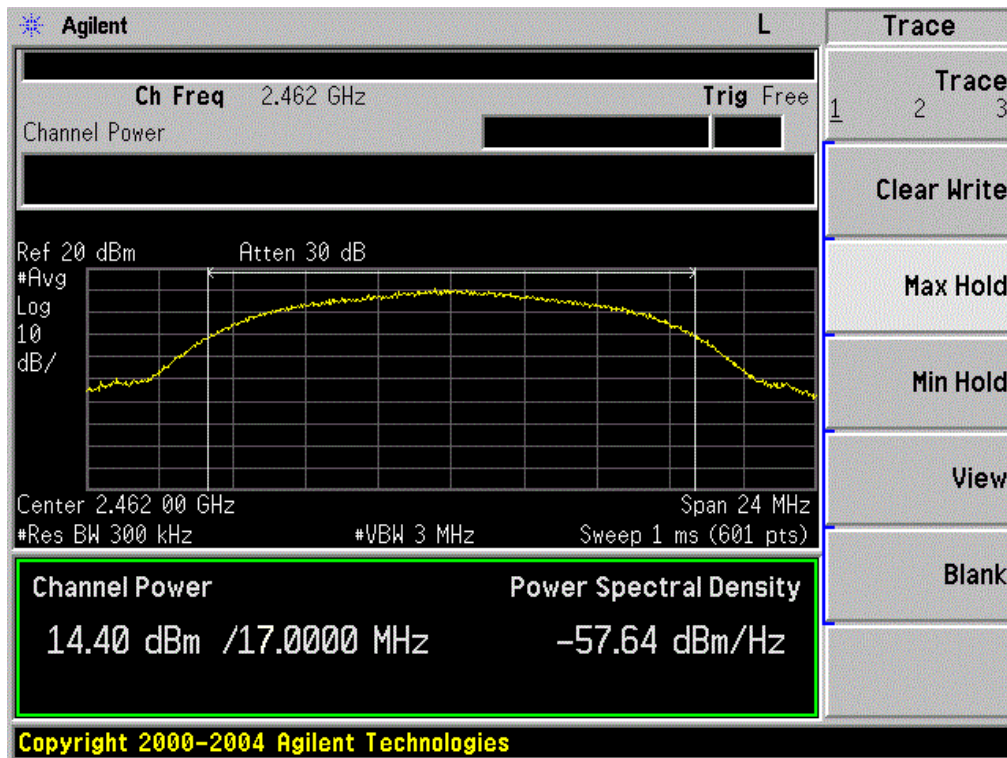 Agilent L Trace
Ch Freq 2.462 GHz Trig Free
Channel Power
Trace
1 2 3
Clear Write
Max Hold
Min Hold
View
Blank
Ref 20 dBm Atten 30 dB
#Avg
Log
10
dB/
Center 2.462 00 GHz Span 24 MHz
#Res BW 300 kHz #VBW 3 MHz Sweep 1 ms (601 pts)
Channel Power Power Spectral Density
14.40 dBm /17.0000 MHz -57.64 dBm/Hz
Copyright 2000-2004 Agilent Technologies